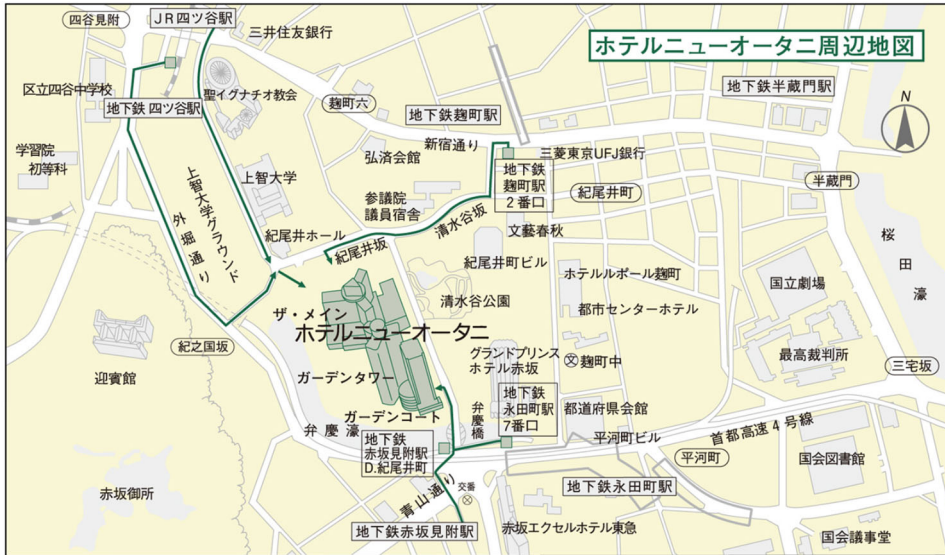 四谷見附
JR四ツ谷駅
三井住友銀行
ホテルニューオータニ周辺地図
区立四谷中学校
地下鉄 四ツ谷駅
聖イグナチオ教会
麹町六
地下鉄麹町駅
地下鉄半蔵門駅
N
新宿通り
学習院
初等科
弘済会館
三菱東京UFJ銀行
上智大学
地下鉄
麹町駅
2番口
紀尾井町
半蔵門
参議院
議員宿舎
上智大学グラウンド
外堀通り
清水谷坂
文藝春秋
桜田濠
紀尾井ホール
紀尾井坂
紀尾井町ビル
ホテルルポール麹町
国立劇場
清水谷公園
都市センターホテル
ザ・メイン
ホテルニューオータニ
紀之国坂
迎賓館
グランドプリンス
ホテル赤坂
麹町中
最高裁判所
三宅坂
ガーデンタワー
地下鉄
永田町駅
7番口
都道府県会館
ガーデンコート
弁慶橋
弁慶濠
地下鉄
赤坂見附駅
D.紀尾井町
平河町ビル
首都高速4号線
平河町
国会図書館
赤坂御所
青山通り
交番
地下鉄永田町駅
地下鉄赤坂見附駅
赤坂エクセルホテル東急
国会議事堂